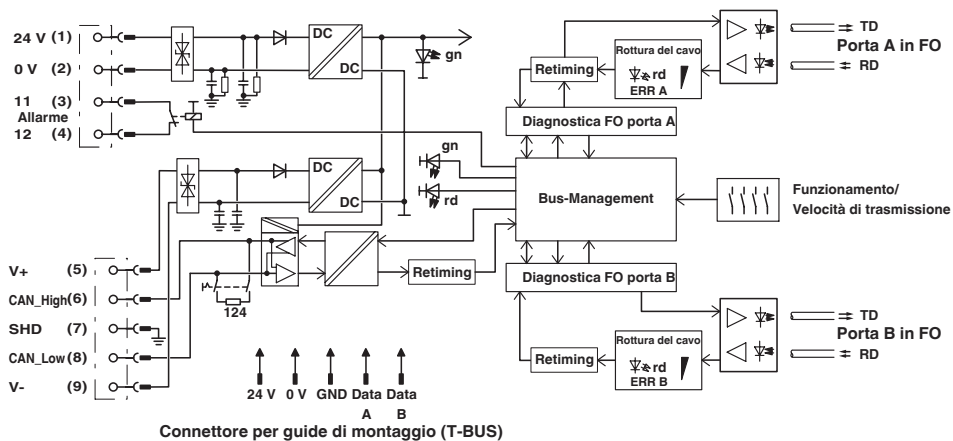 24 V (1)
0 V (2)
11 (3)
Allarme
12 (4)
DC
DC
gn
Retiming
Rottura del cavo
rd
ERR A
TD
Porta A in FO
RD
Diagnostica FO porta A
gn
rd
DC
DC
Bus-Management
Funzionamento/
Velocità di trasmissione
V+ (5)
CAN_High(6)
SHD (7)
CAN_Low (8)
V- (9)
124
Retiming
Diagnostica FO porta B
Retiming
Rottura del cavo
rd
ERR B
TD
Porta B in FO
RD
24 V 0 V GND Data Data
A B
Connettore per guide di montaggio (T-BUS)